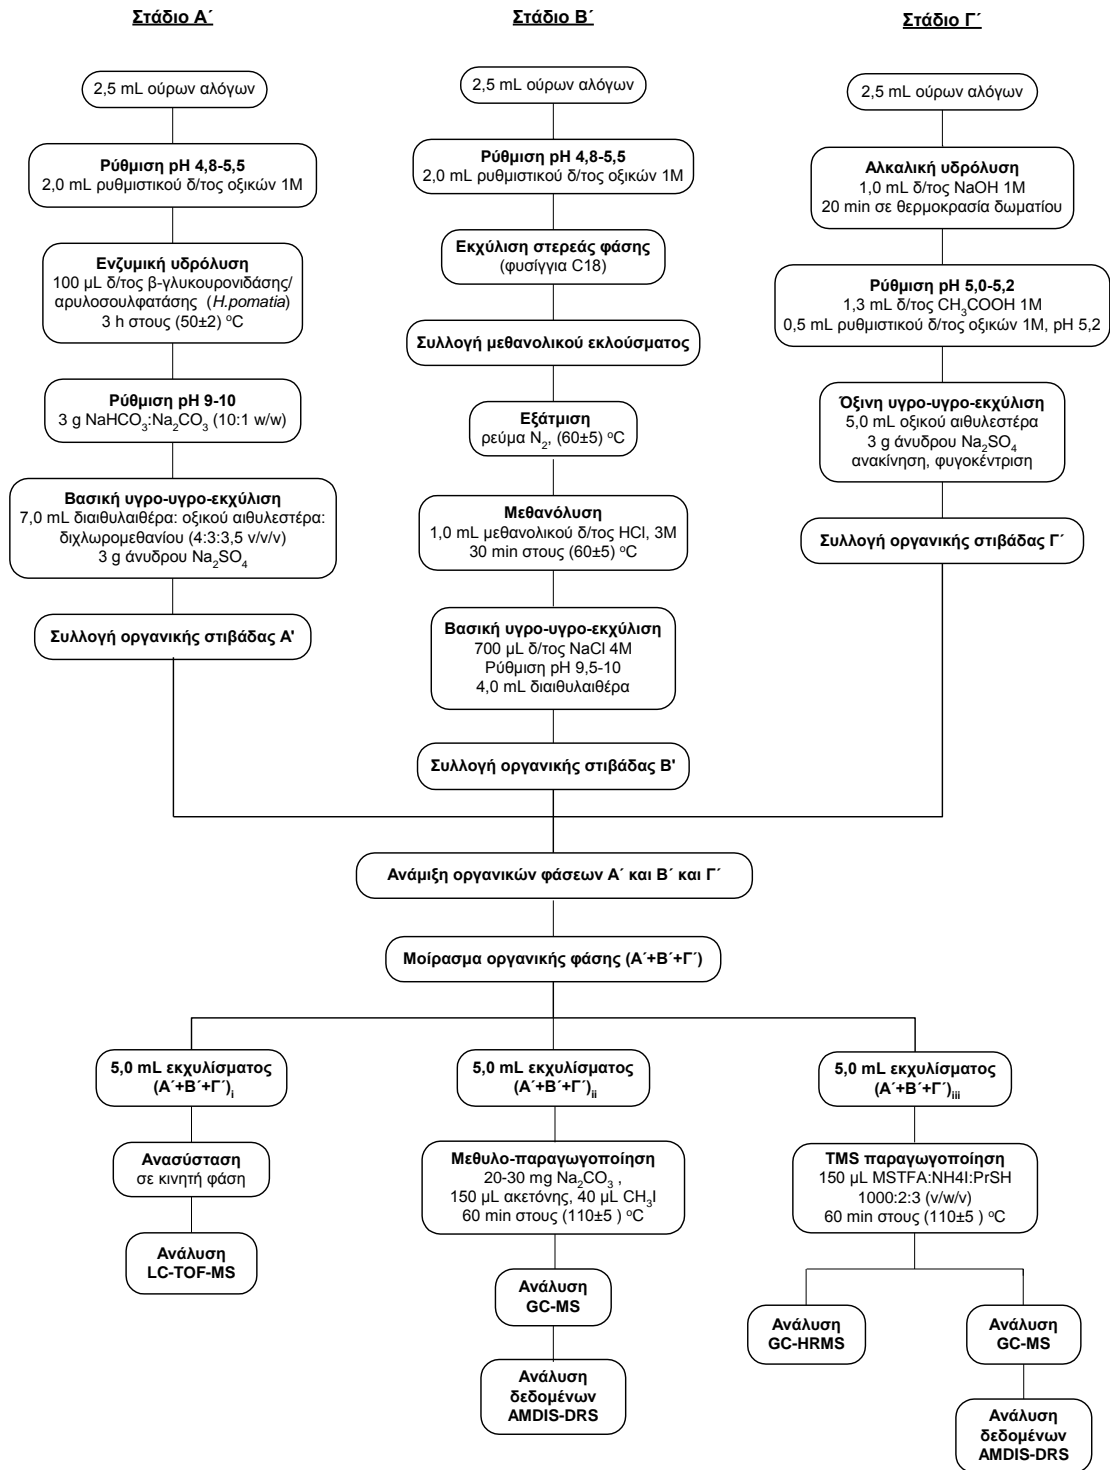 Στάδιο Α´
2,5 mL ούρων αλόγων
Ρύθμιση pH 4,8-5,5
2,0 mL ρυθμιστικού δ/τος οξικών 1M
Ενζυμική υδρόλυση
100 μL δ/τος β-γλυκουρονιδάσης/
αρυλοσουλφατάσης (H.pomatia)
3 h στους (50±2) °C
Ρύθμιση pH 9-10
3 g NaHCO₃:Na₂CO₃ (10:1 w/w)
Βασική υγρο-υγρο-εκχύλιση
7,0 mL διαιθυλαιθέρα: οξικού αιθυλεστέρα:
διχλωρομεθανίου (4:3:3,5 v/v/v)
3 g άνυδρου Na₂SO₄
Συλλογή οργανικής στιβάδας Α'
Στάδιο Β´
2,5 mL ούρων αλόγων
Ρύθμιση pH 4,8-5,5
2,0 mL ρυθμιστικού δ/τος οξικών 1M
Εκχύλιση στερεάς φάσης
(φυσίγγια C18)
Συλλογή μεθανολικού εκλούσματος
Εξάτμιση
ρεύμα N₂, (60±5) °C
Μεθανόλυση
1,0 mL μεθανολικού δ/τος HCl, 3M
30 min στους (60±5) °C
Βασική υγρο-υγρο-εκχύλιση
700 μL δ/τος NaCl 4M
Ρύθμιση pH 9,5-10
4,0 mL διαιθυλαιθέρα
Συλλογή οργανικής στιβάδας Β'
Στάδιο Γ´
2,5 mL ούρων αλόγων
Αλκαλική υδρόλυση
1,0 mL δ/τος NaOH 1M
20 min σε θερμοκρασία δωματίου
Ρύθμιση pH 5,0-5,2
1,3 mL δ/τος CH₃COOH 1M
0,5 mL ρυθμιστικού δ/τος οξικών 1M, pH 5,2
Όξινη υγρο-υγρο-εκχύλιση
5,0 mL οξικού αιθυλεστέρα
3 g άνυδρου Na₂SO₄
ανακίνηση, φυγοκέντριση
Συλλογή οργανικής στιβάδας Γ´
Ανάμιξη οργανικών φάσεων Α´ και Β´ και Γ´
Μοίρασμα οργανικής φάσης (Α´+Β´+Γ´)
5,0 mL εκχυλίσματος
(Α´+Β´+Γ´)i
Ανασύσταση
σε κινητή φάση
Ανάλυση
LC-TOF-MS
5,0 mL εκχυλίσματος
(Α´+Β´+Γ´)ii
Μεθυλο-παραγωγοποίηση
20-30 mg Na₂CO₃ ,
150 μL ακετόνης, 40 μL CH₃I
60 min στους (110±5 ) °C
Ανάλυση
GC-MS
Ανάλυση
δεδομένων
AMDIS-DRS
5,0 mL εκχυλίσματος
(Α´+Β´+Γ´)iii
TMS παραγωγοποίηση
150 μL MSTFA:NH4I:PrSH
1000:2:3 (v/w/v)
60 min στους (110±5 ) °C
Ανάλυση
GC-HRMS
Ανάλυση
GC-MS
Ανάλυση
δεδομένων
AMDIS-DRS